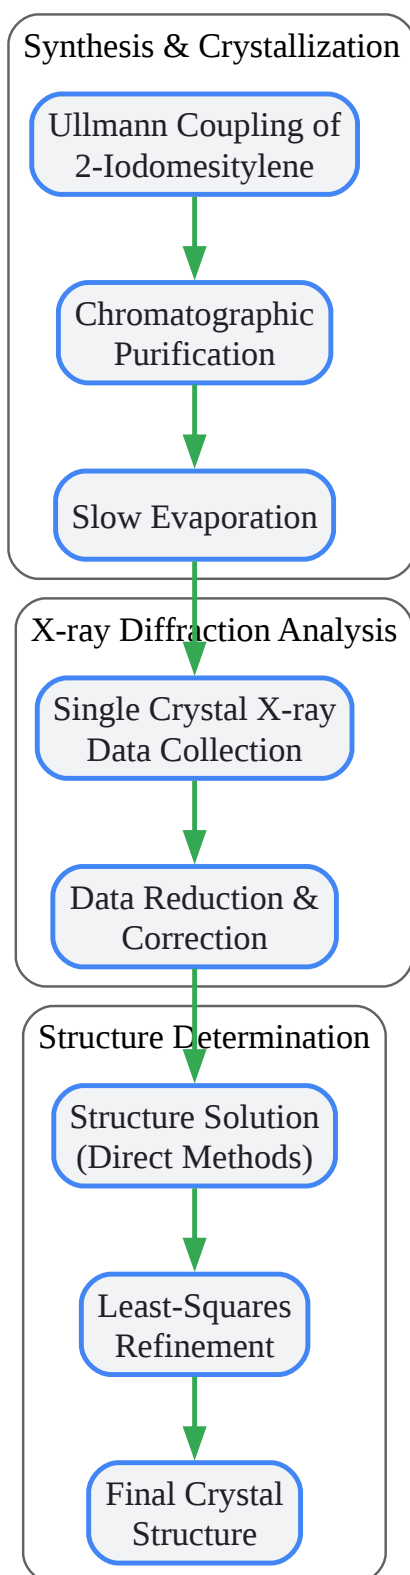 Synthesis & Crystallization
Ullmann Coupling of
2-Iodomesitylene
Chromatographic
Purification
Slow Evaporation
X-ray Diffraction Analysis
Single Crystal X-ray
Data Collection
Data Reduction &
Correction
Structure Determination
Structure Solution
(Direct Methods)
Least-Squares
Refinement
Final Crystal
Structure